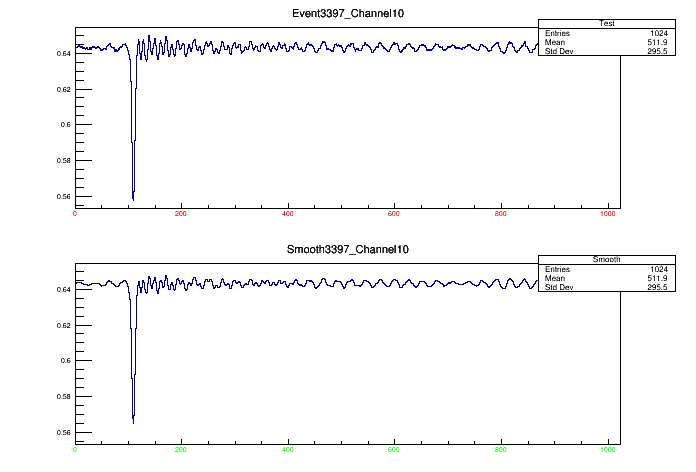 Event3397_Channel10
Test
Entries 1024
Mean 511.9
Std Dev 295.5
0.64
0.62
0.6
0.58
0.56
0 200 400 600 800 1000
Smooth3397_Channel10
Smooth
Entries 1024
Mean 511.9
Std Dev 295.5
0.64
0.62
0.6
0.58
0.56
0 200 400 600 800 1000